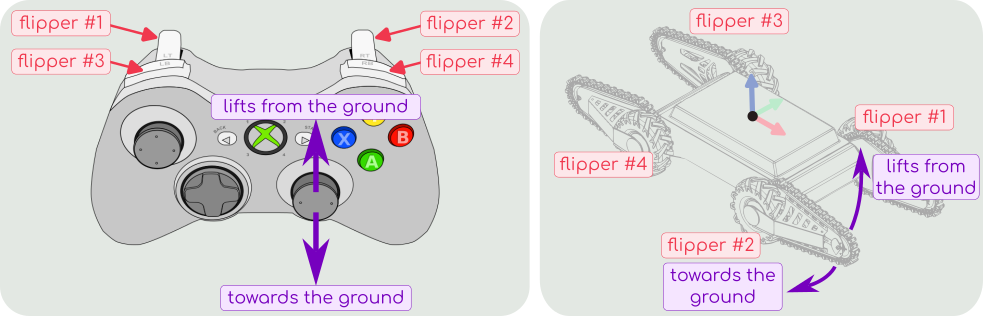 flipper #1
flipper #2
flipper #3
flipper #4
LT
RT
LB
RB
lifts from the ground
BACK
X
B
A
towards the ground
flipper #3
flipper #1
flipper #4
lifts from
the ground
flipper #2
towards the
ground